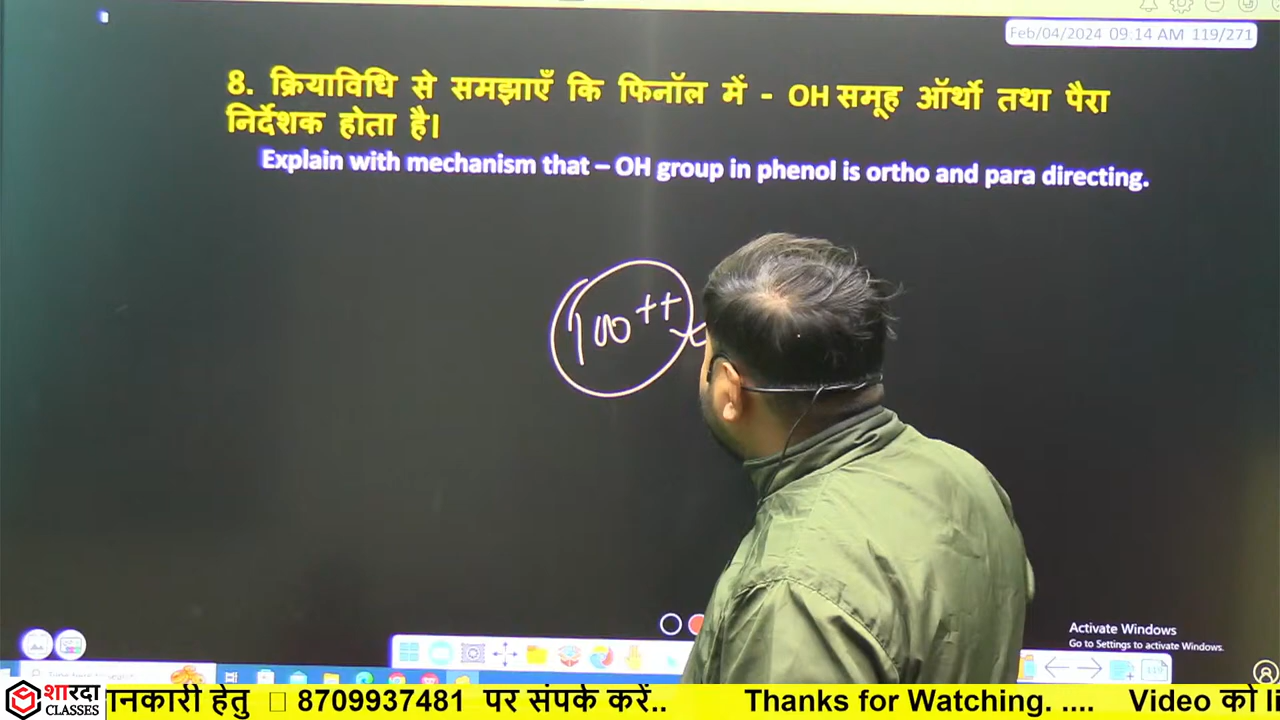 Feb/04/2024 09:14 AM 119/271
8. क्रियाविधि से समझाएँ कि फिनॉल में - OH समूह ऑर्थो तथा पैरा
निर्देशक होता है।
Explain with mechanism that – OH group in phenol is ortho and para directing.
100++
Activate Windows
Go to Settings to activate Windows.
119
शारदा
CLASSES
ानकारी हेतु 8709937481 पर संपर्क करें.. Thanks for Watching. .... Video को li